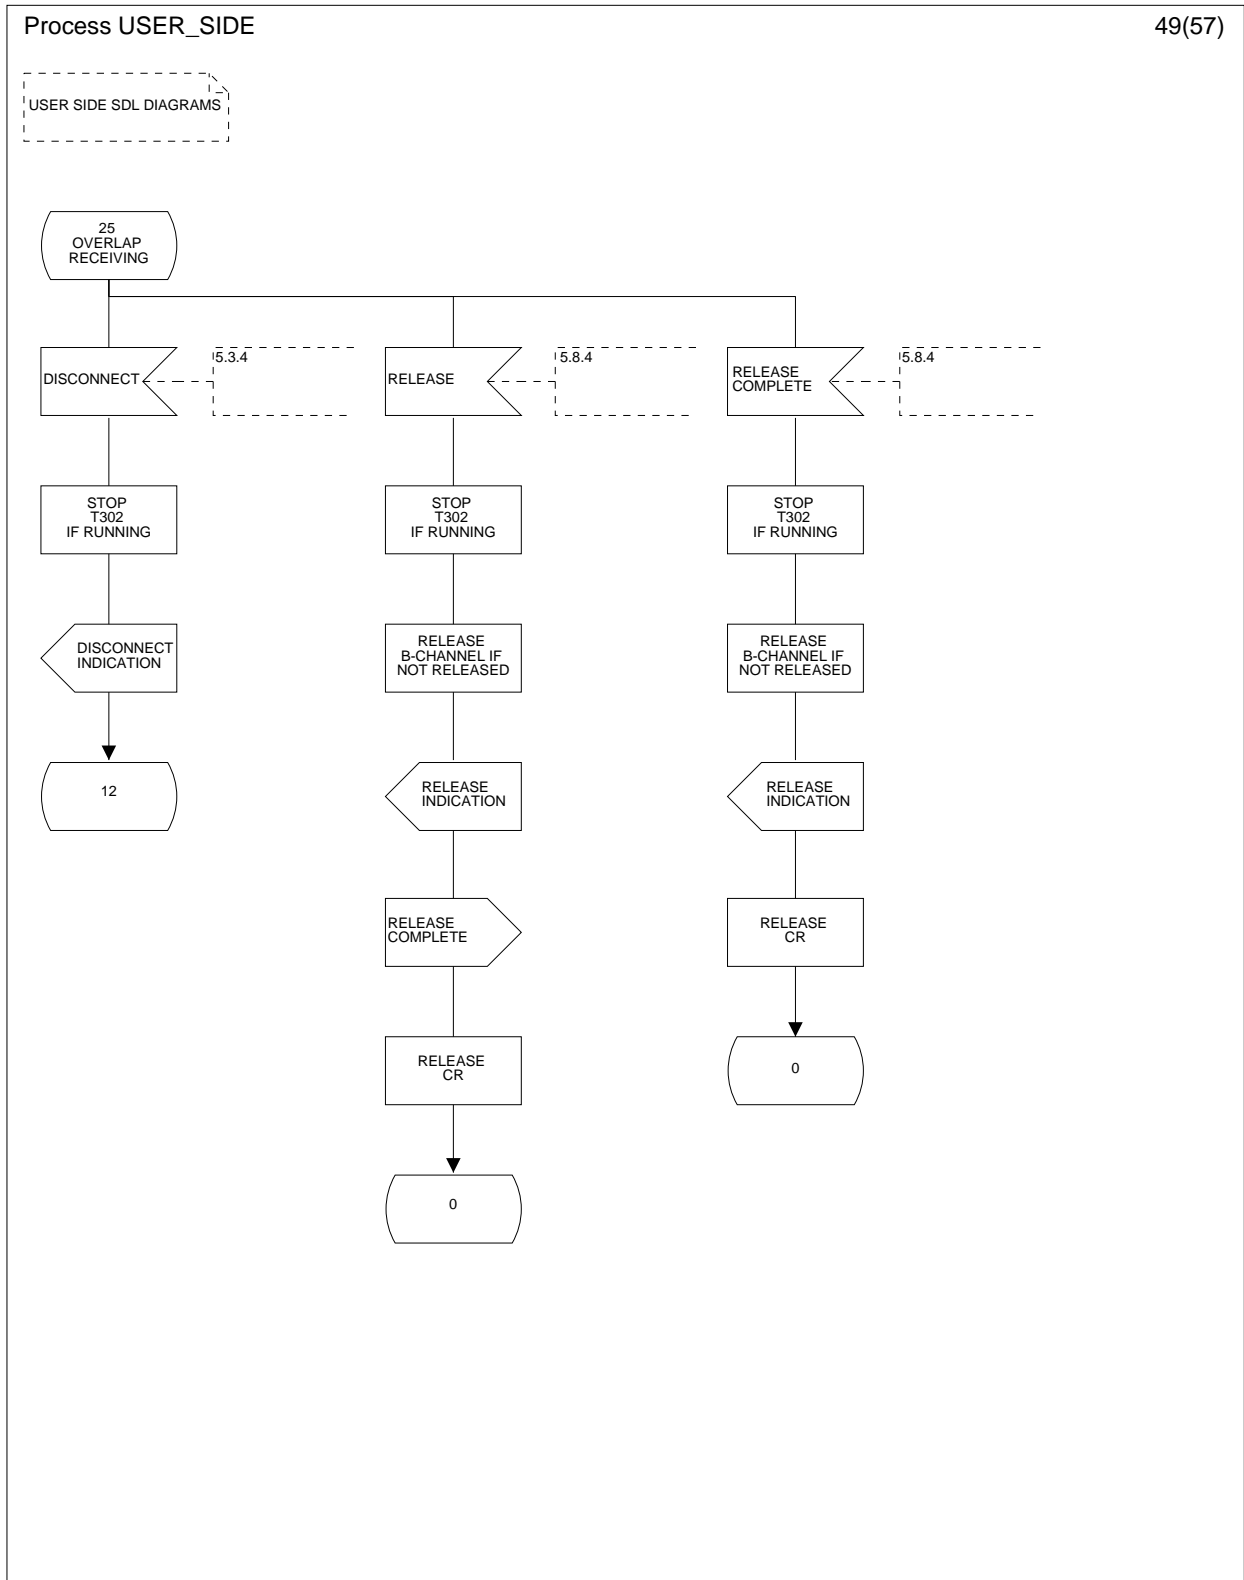 Process USER_SIDE
49(57)
USER SIDE SDL DIAGRAMS
25
OVERLAP
RECEIVING
DISCONNECT
5.3.4
STOP
T302
IF RUNNING
DISCONNECT
INDICATION
12
RELEASE
5.8.4
STOP
T302
IF RUNNING
RELEASE
B-CHANNEL IF
NOT RELEASED
RELEASE
INDICATION
RELEASE
COMPLETE
RELEASE
CR
0
RELEASE
COMPLETE
5.8.4
STOP
T302
IF RUNNING
RELEASE
B-CHANNEL IF
NOT RELEASED
RELEASE
INDICATION
RELEASE
CR
0